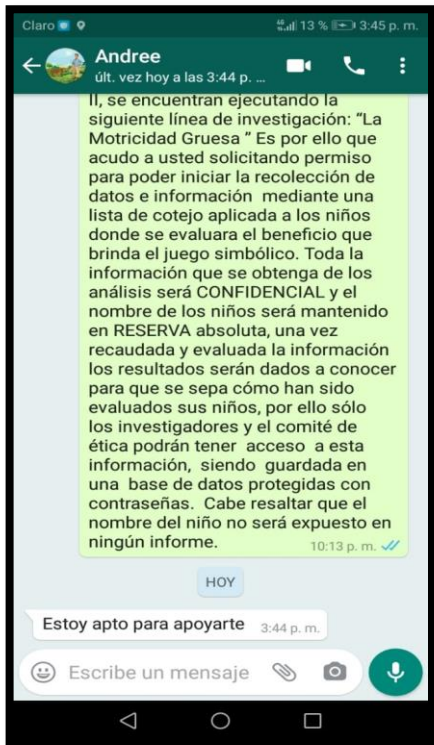 Claro 13 % 3:45 p. m.
Andree
últ. vez hoy a las 3:44 p. ...
II, se encuentran ejecutando la
siguiente línea de investigación: “La
Motricidad Gruesa ” Es por ello que
acudo a usted solicitando permiso
para poder iniciar la recolección de
datos e información mediante una
lista de cotejo aplicada a los niños
donde se evaluara el beneficio que
brinda el juego simbólico. Toda la
información que se obtenga de los
análisis será CONFIDENCIAL y el
nombre de los niños será mantenido
en RESERVA absoluta, una vez
recaudada y evaluada la información
los resultados serán dados a conocer
para que se sepa cómo han sido
evaluados sus niños, por ello sólo
los investigadores y el comité de
ética podrán tener acceso a esta
información, siendo guardada en
una base de datos protegidas con
contraseñas. Cabe resaltar que el
nombre del niño no será expuesto en
ningún informe. 10:13 p. m.
HOY
Estoy apto para apoyarte 3:44 p. m.
Escribe un mensaje